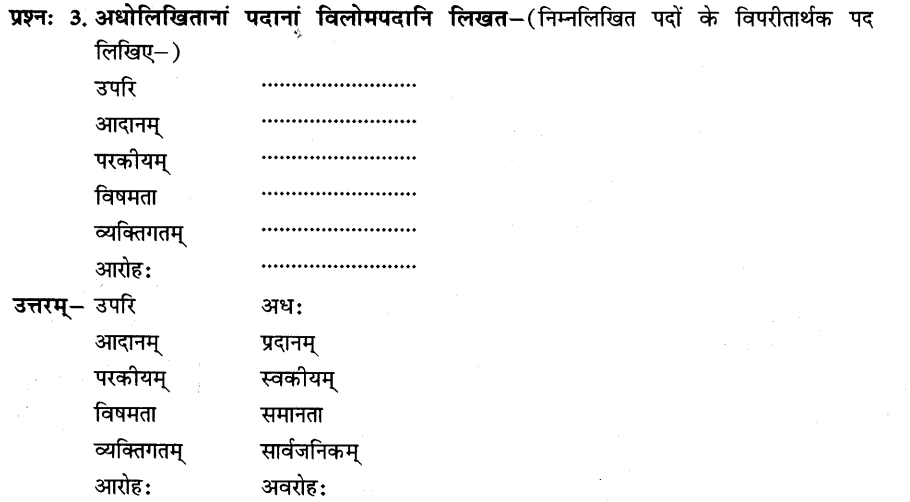 प्रश्न: 3. अधोलिखितानां पदानां विलोमपदानि लिखत–(निम्नलिखित पदों के विपरीतार्थक पद
लिखिए–)
उपरि ..........................
आदानम् ..........................
परकीयम् ..........................
विषमता ..........................
व्यक्तिगतम् ..........................
आरोह: ..........................
उत्तरम्– उपरि अध:
आदानम् प्रदानम्
परकीयम् स्वकीयम्
विषमता समानता
व्यक्तिगतम् सार्वजनिकम्
आरोह: अवरोह: